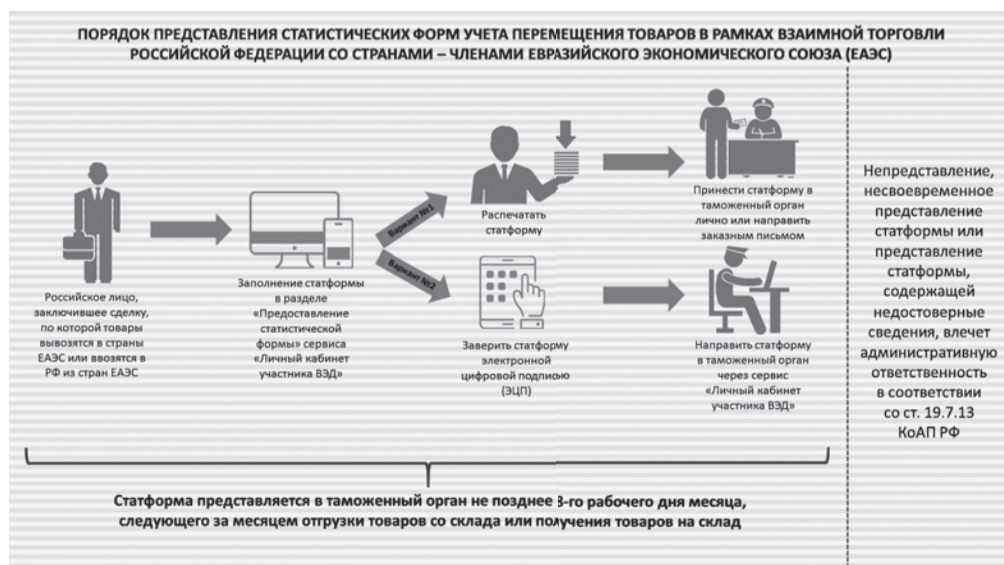 ПОРЯДОК ПРЕДСТАВЛЕНИЯ СТАТИСТИЧЕСКИХ ФОРМ УЧЕТА ПЕРЕМЕЩЕНИЯ ТОВАРОВ В РАМКАХ ВЗАИМНОЙ ТОРГОВЛИ
РОССИЙСКОЙ ФЕДЕРАЦИИ СО СТРАНАМИ – ЧЛЕНАМИ ЕВРАЗИЙСКОГО ЭКОНОМИЧЕСКОГО СОЮЗА (ЕАЭС)
Российское лицо,
заключившее сделку,
по которой товары
вывозятся в страны
ЕАЭС или ввозятся в
РФ из стран ЕАЭС
Заполнение статформы
в разделе
«Предоставление
статистической
формы» сервиса
«Личный кабинет
участника ВЭД»
Вариант №1
Распечатать
статформу
Принести статформу в
таможенный орган
лично или направить
заказным письмом
Вариант №2
Заверить статформу
электронной
цифровой подписью
(ЭЦП)
Направить статформу
в таможенный орган
через сервис
«Личный кабинет
участника ВЭД»
Статформа представляется в таможенный орган не позднее 8-го рабочего дня месяца,
следующего за месяцем отгрузки товаров со склада или получения товаров на склад
Непредставление,
несвоевременное
представление
статформы или
представление
статформы,
содержащей
недостоверные
сведения, влечет
административную
ответственность
в соответствии
со ст. 19.7.13
КоАП РФ